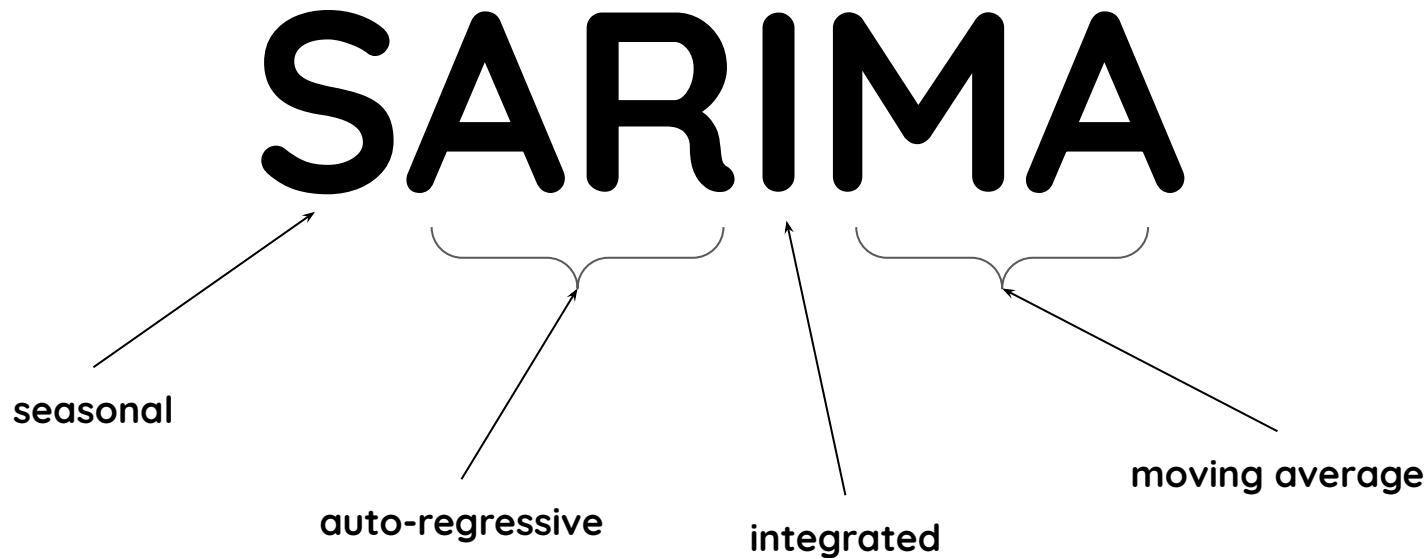 SARIMA
seasonal
auto-regressive
integrated
moving average